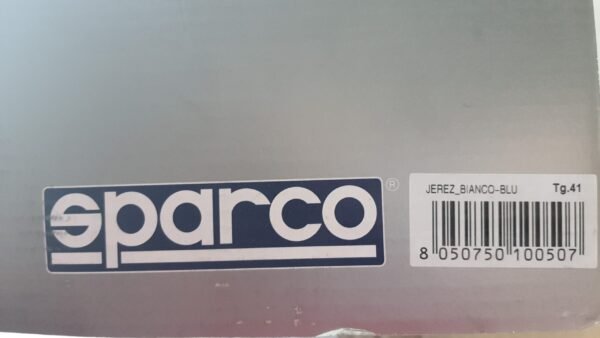 sparco ®
JEREZ_BIANCO-BLU Tg.41
8 050750 100507